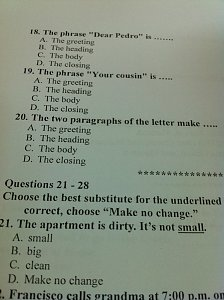 18. The phrase "Dear Pedro" is .......
A. The greeting
B. The heading
C. The body
D. The closing
19. The phrase "Your cousin" is .....
A. The greeting
B. The heading
C. The body
D. The closing
20. The two paragraphs of the letter make .....
A. The greeting
B. The heading
C. The body
D. The closing
***************
Questions 21 - 28
Choose the best substitute for the underlined
correct, choose "Make no change."
21. The apartment is dirty. It's not small.
A. small
B. big
C. clean
D. Make no change
2. Francisco calls grandma at 7:00 p.m. on